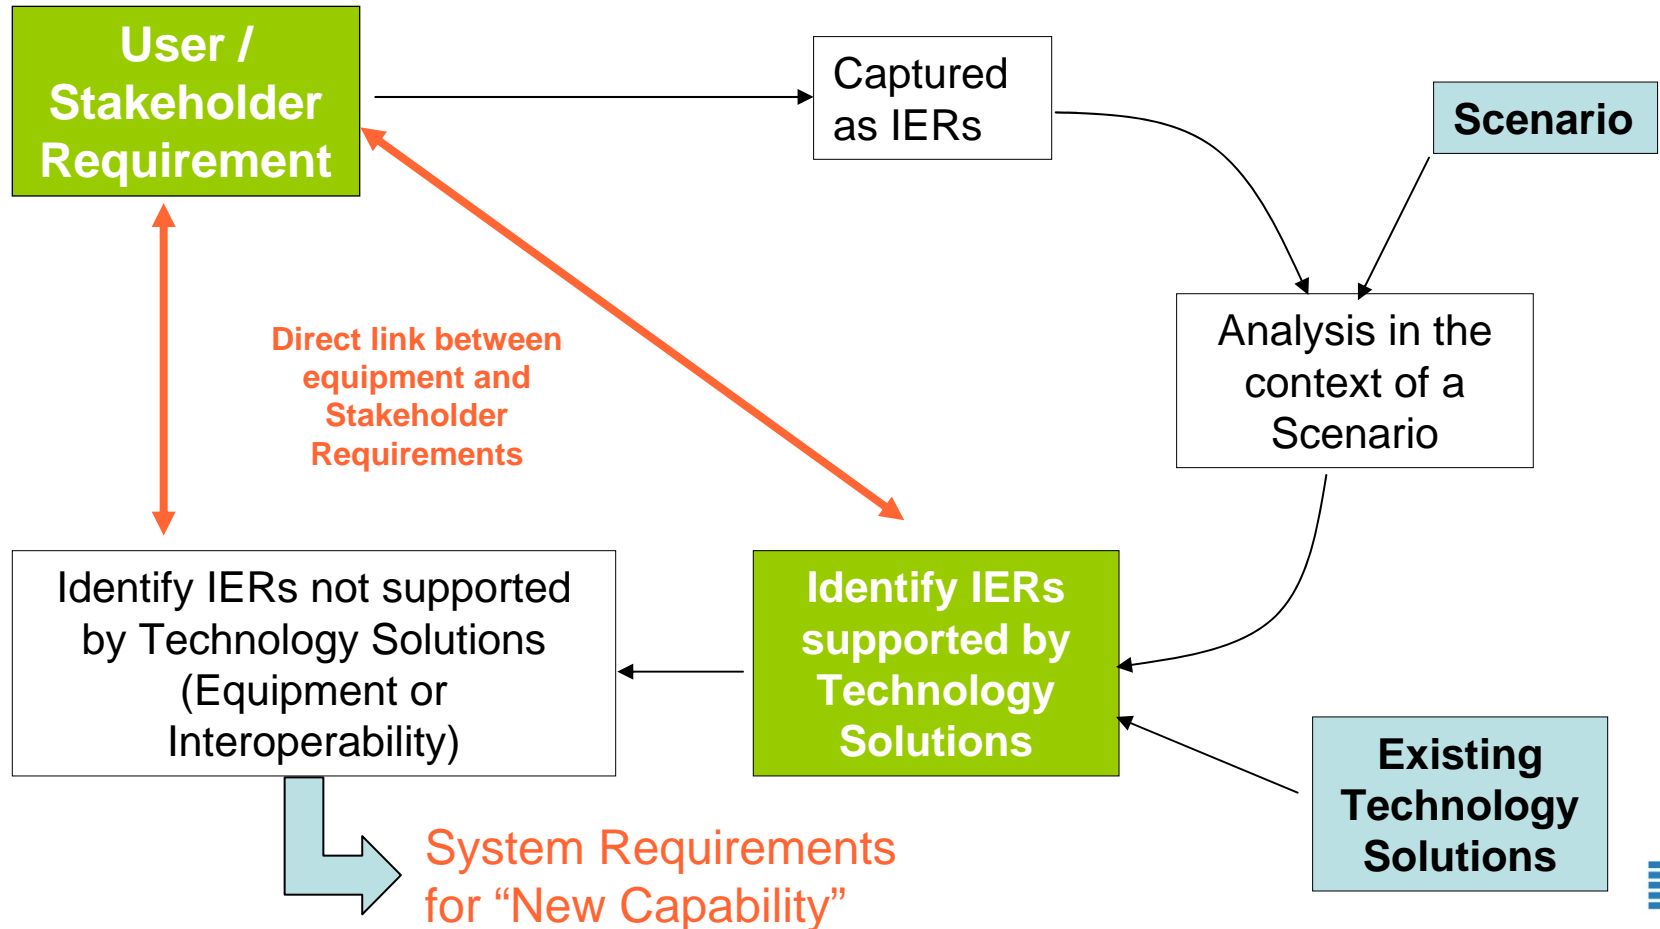 User /
Stakeholder
Requirement
Captured
as IERs
Scenario
Analysis in the
context of a
Scenario
Direct link between
equipment and
Stakeholder
Requirements
Identify IERs not supported
by Technology Solutions
(Equipment or
Interoperability)
Identify IERs
supported by
Technology
Solutions
Existing
Technology
Solutions
System Requirements
for “New Capability”